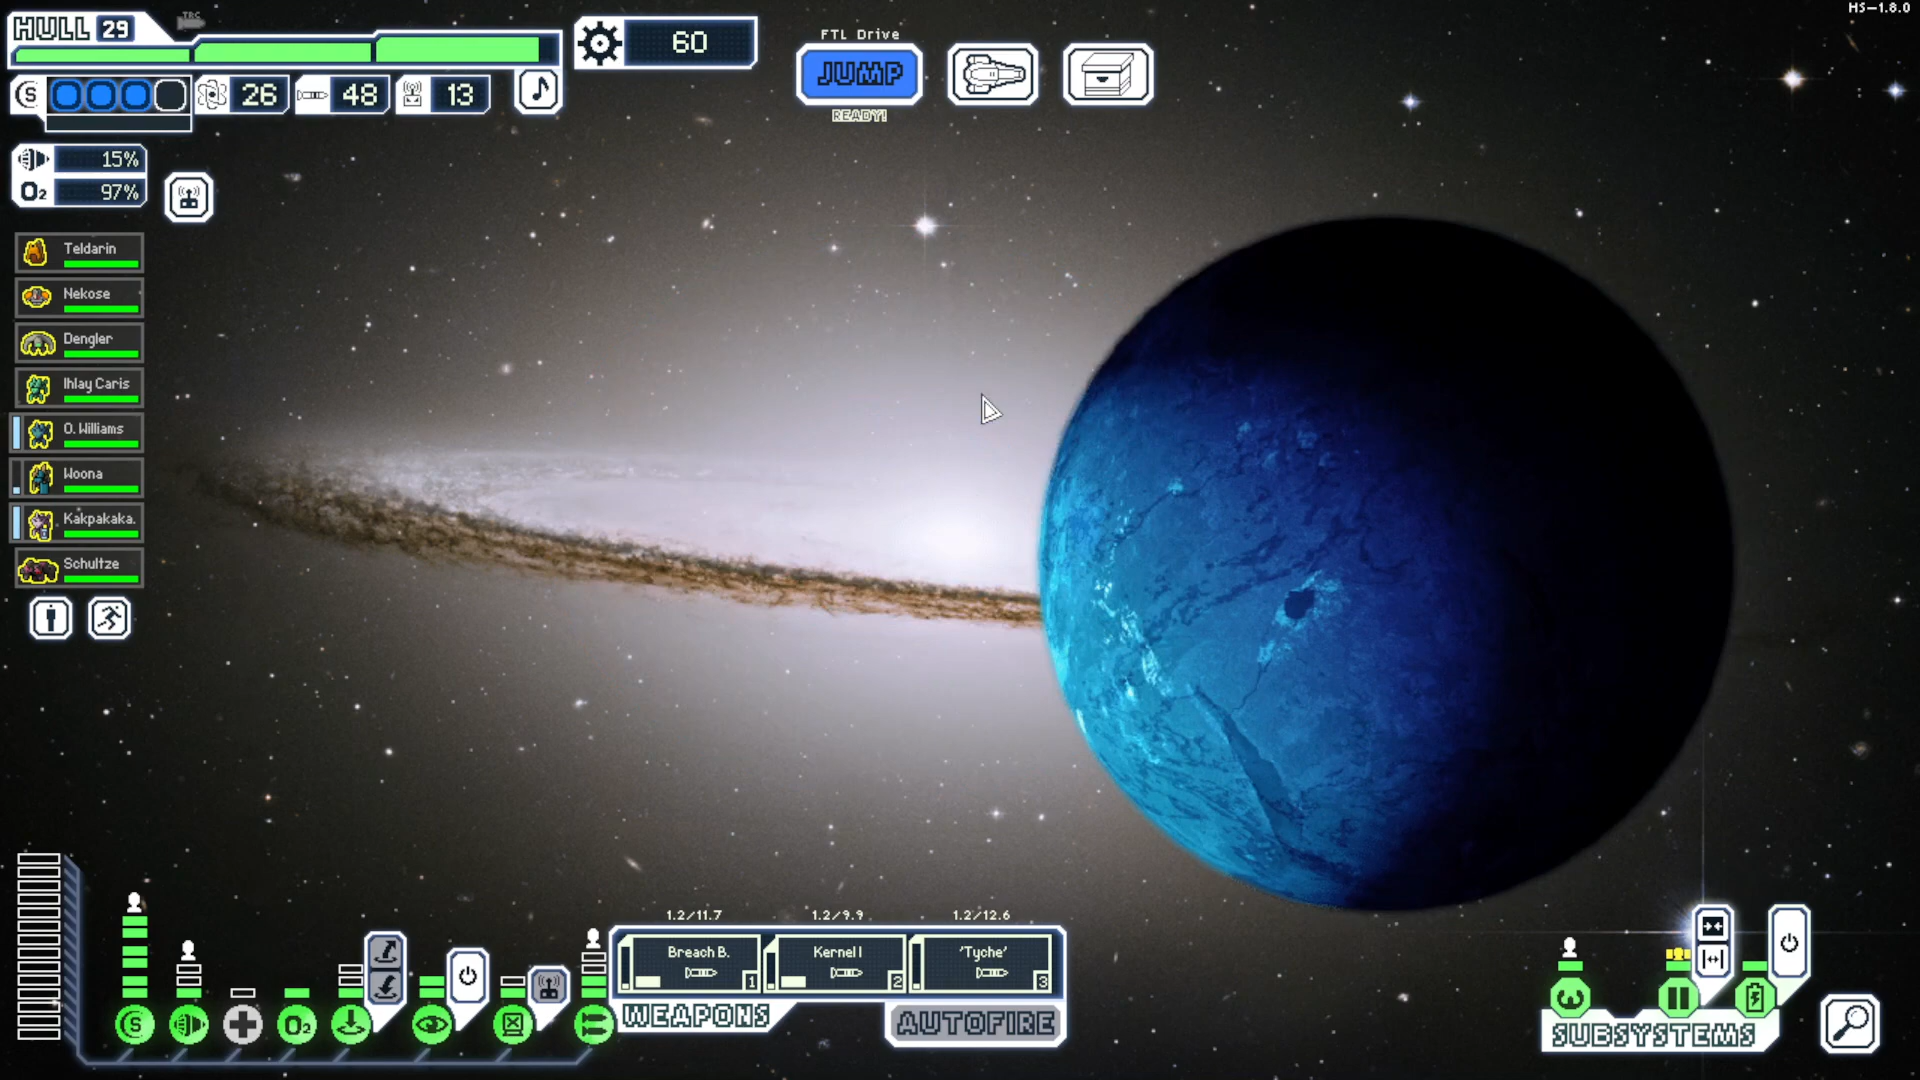 HS-1.8.0
HULL 29
TBC
60
FTL Drive
JUMP
READY!
26
48
13
15%
O2 97%
Teldarin
Nekose
Dengler
Ihlay Caris
O. Williams
Woona
Kakpakaka.
Schultze
1.2/11.7
1.2/9.9
1.2/12.6
Breach B.
1
Kernel I
2
'Tyche'
3
WEAPONS
AUTOFIRE
O2
SUBSYSTEMS